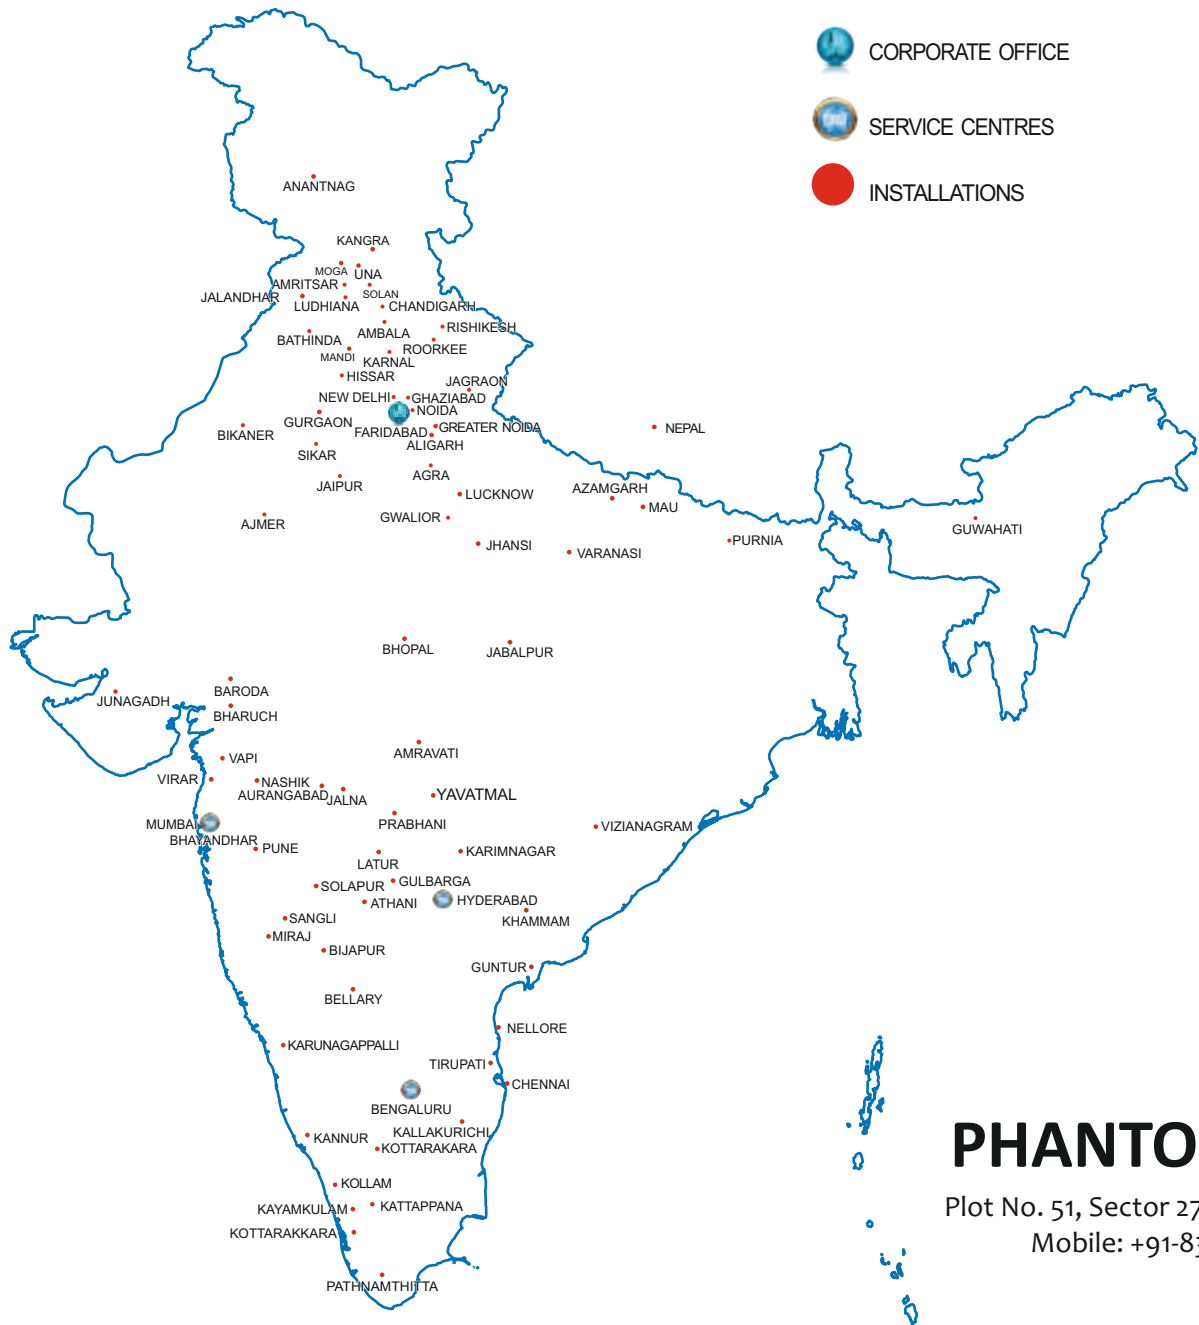 CORPORATE OFFICE
SERVICE CENTRES
INSTALLATIONS
ANANTNAG
KANGRA
MOGA
UNA
AMRITSAR
SOLAN
JALANDHAR
LUDHIANA
CHANDIGARH
BATHINDA
AMBALA
RISHIKESH
MANDI
KARNAL
ROORKEE
HISSAR
JAGRAON
NEW DELHI
GHAZIABAD
NOIDA
GURGAON
FARIDABAD
GREATER NOIDA
BIKANER
ALIGARH
NEPAL
SIKAR
AGRA
JAIPUR
LUCKNOW
AZAMGARH
MAU
AJMER
GWALIOR
GUWAHATI
JHANSI
VARANASI
PURNIA
BHOPAL
JABALPUR
JUNAGADH
BARODA
BHARUCH
AMRAVATI
VAPI
VIRAR
NASHIK
AURANGABAD
JALNA
YAVATMAL
MUMBAI
PRABHANI
VIZIANAGRAM
BHAYANDHAR
PUNE
LATUR
KARIMNAGAR
SOLAPUR
GULBARGA
ATHANI
HYDERABAD
KHAMMAM
SANGLI
MIRAJ
BIJAPUR
GUNTUR
BELLARY
NELLORE
KARUNAGAPPALLI
TIRUPATI
CHENNAI
BENGALURU
KALLAKURICHI
KANNUR
KOTTARAKARA
KOLLAM
KAYAMKULAM
KATTAPPANA
KOTTARAKKARA
PATHNAMTHITTA
PHANTO
Plot No. 51, Sector 27
Mobile: +91-83